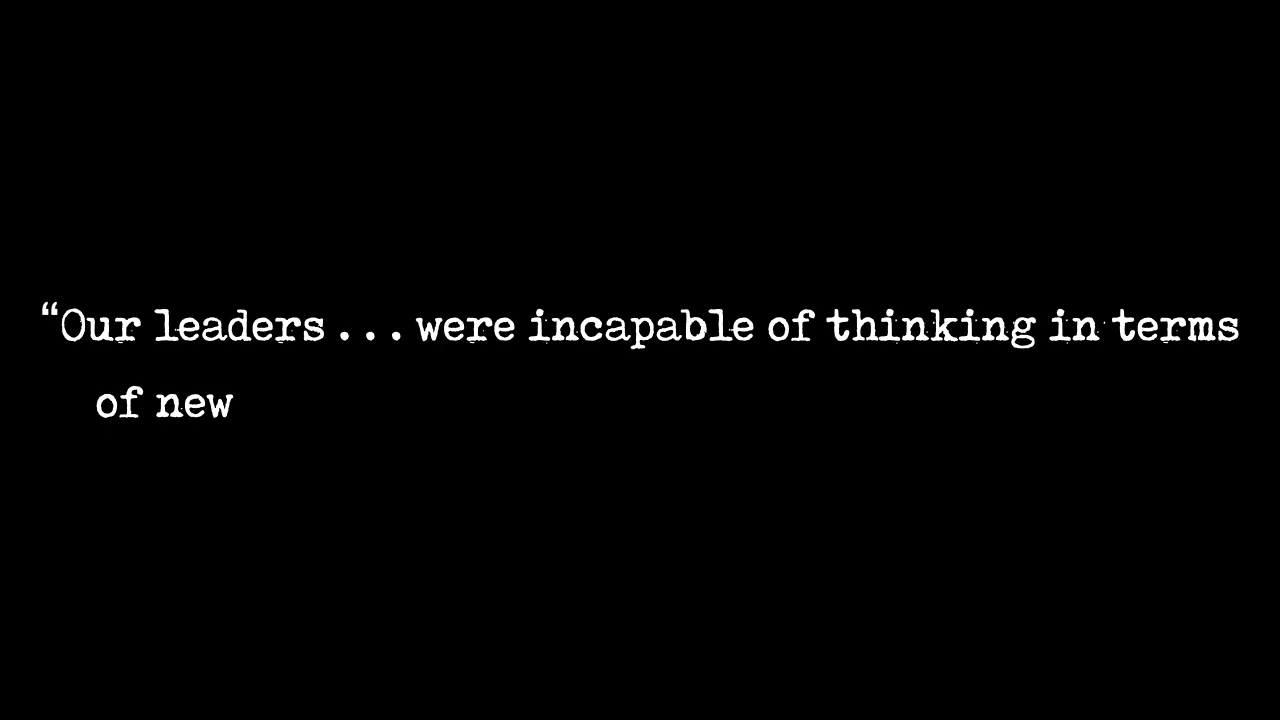 “Our leaders . . . were incapable of thinking in terms
of new